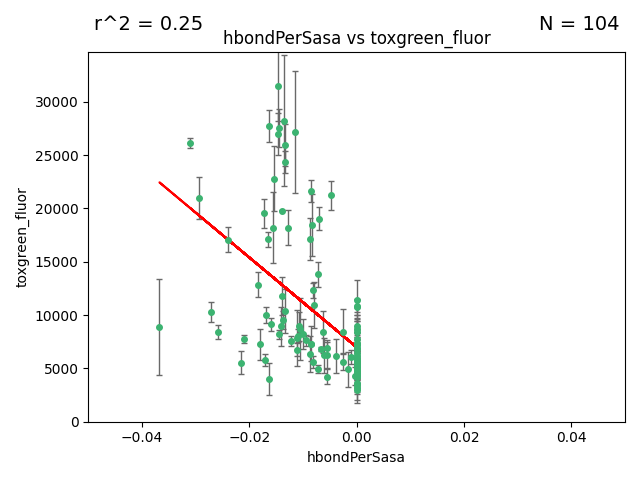 r^2 = 0.25
N = 104
hbondPerSasa vs toxgreen_fluor
30000
25000
20000
15000
10000
5000
0
toxgreen_fluor
−0.04
−0.02
0.00
0.02
0.04
hbondPerSasa